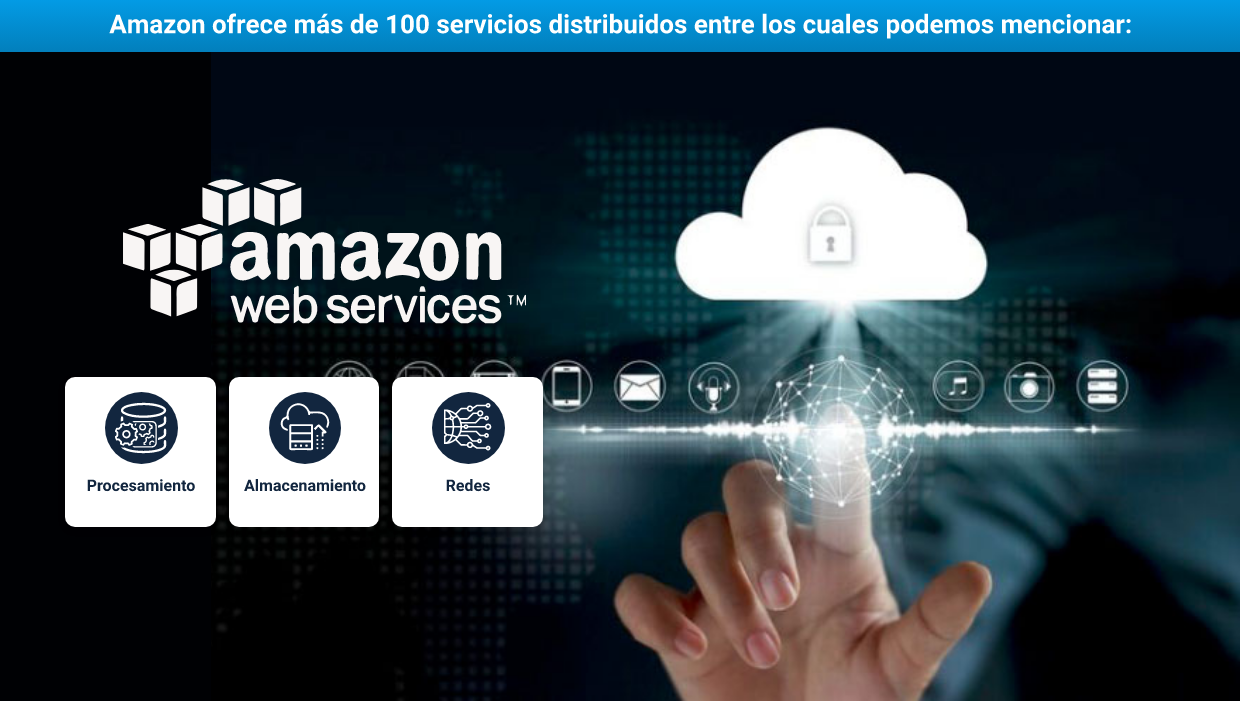 Amazon ofrece más de 100 servicios distribuidos entre los cuales podemos mencionar:
amazon
web services™
Procesamiento
Almacenamiento
Redes